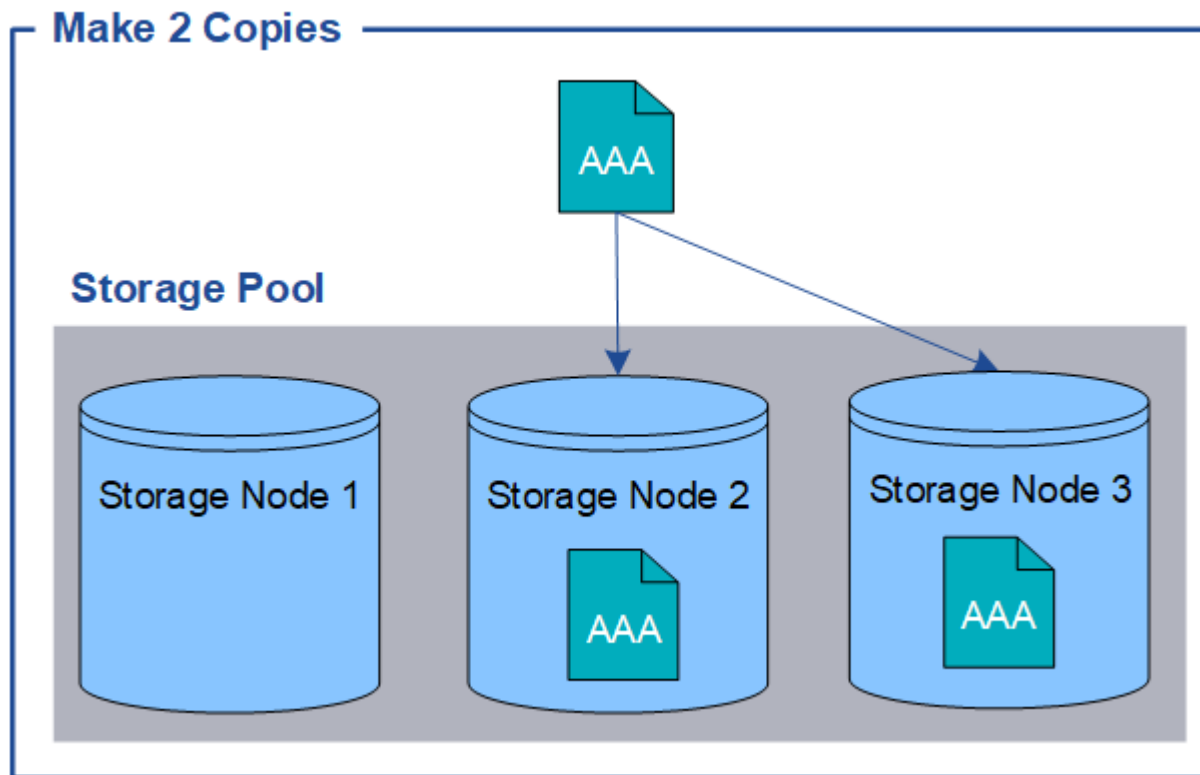 Make 2 Copies
AAA
Storage Pool
Storage Node 1
Storage Node 2
Storage Node 3
AAA
AAA